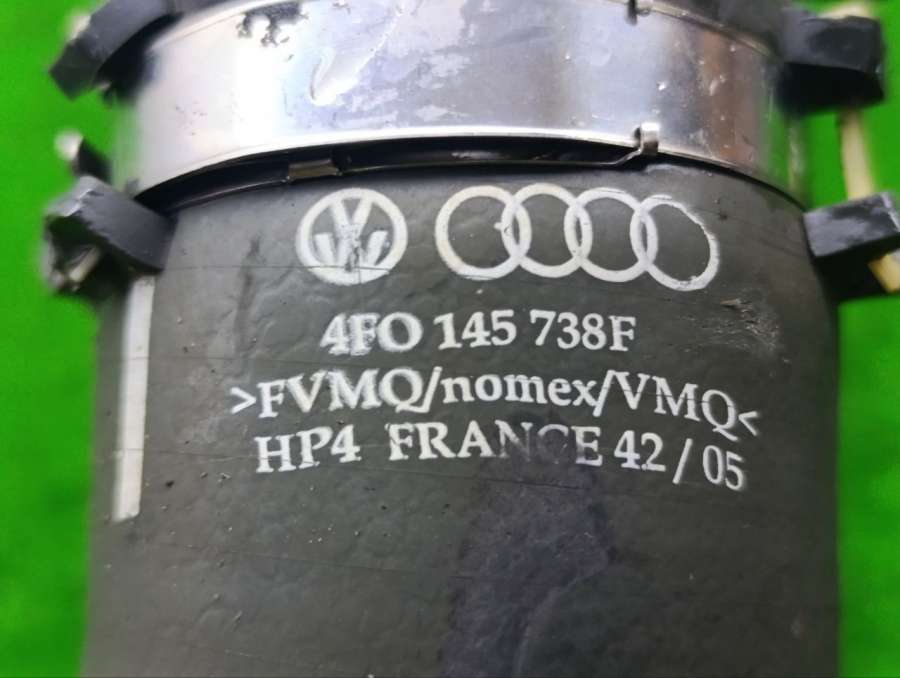 4FO 145 738F
>FVMQ/nomex/VMQ<
HP4 FRANCE 42/05